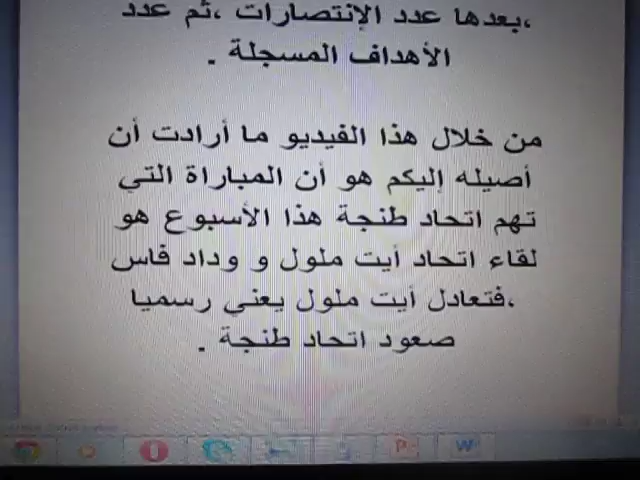 ،بعدها عدد الإنتصارات ،ثم عدد
الأهداف المسجلة .
من خلال هذا الفيديو ما أرادت أن
أصيله إليكم هو أن المباراة التي
تهم اتحاد طنجة هذا الأسبوع هو
لقاء اتحاد أيت ملول و وداد فاس
،فتعادل أيت ملول يعني رسميا
صعود اتحاد طنجة .